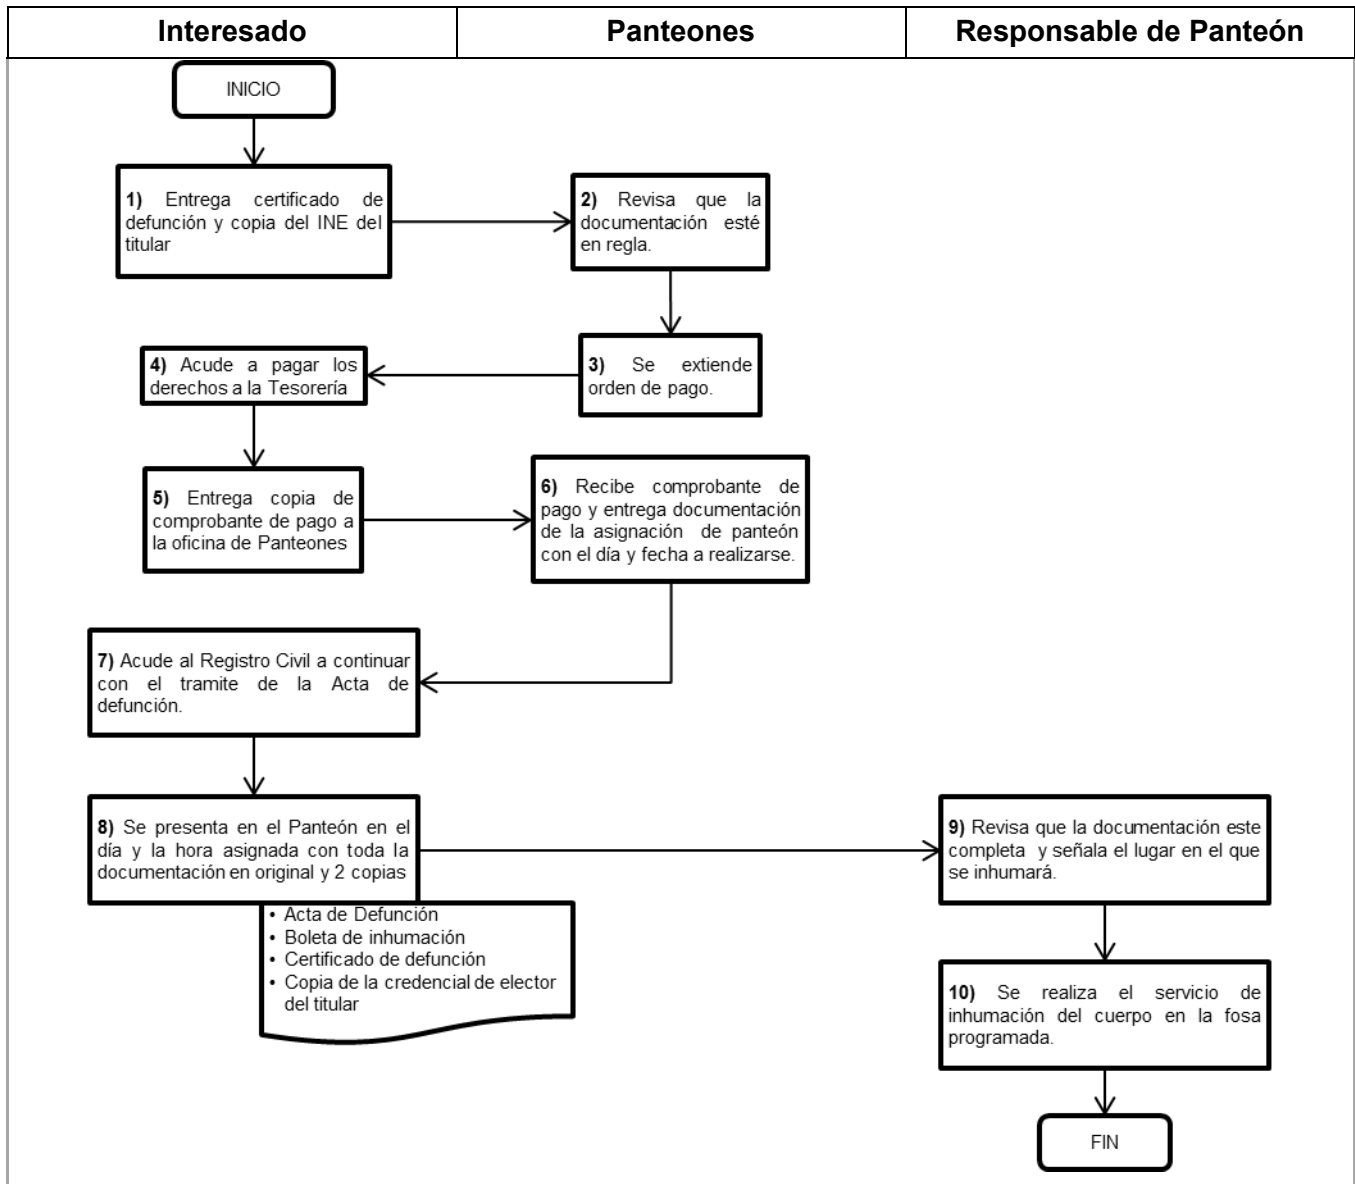 Interesado
Panteones
Responsable de Panteón
INICIO
1) Entrega certificado de
defunción y copia del INE del
titular
2) Revisa que la
documentación esté
en regla.
3) Se extiende
orden de pago.
4) Acude a pagar los
derechos a la Tesorería
5) Entrega copia de
comprobante de pago a
la oficina de Panteones
6) Recibe comprobante de
pago y entrega documentación
de la asignación de panteón
con el día y fecha a realizarse.
7) Acude al Registro Civil a continuar
con el tramite de la Acta de
defunción.
8) Se presenta en el Panteón en el
día y la hora asignada con toda la
documentación en original y 2 copias
• Acta de Defunción
• Boleta de inhumación
• Certificado de defunción
• Copia de la credencial de elector
del titular
9) Revisa que la documentación este
completa y señala el lugar en el que
se inhumará.
10) Se realiza el servicio de
inhumación del cuerpo en la fosa
programada.
FIN